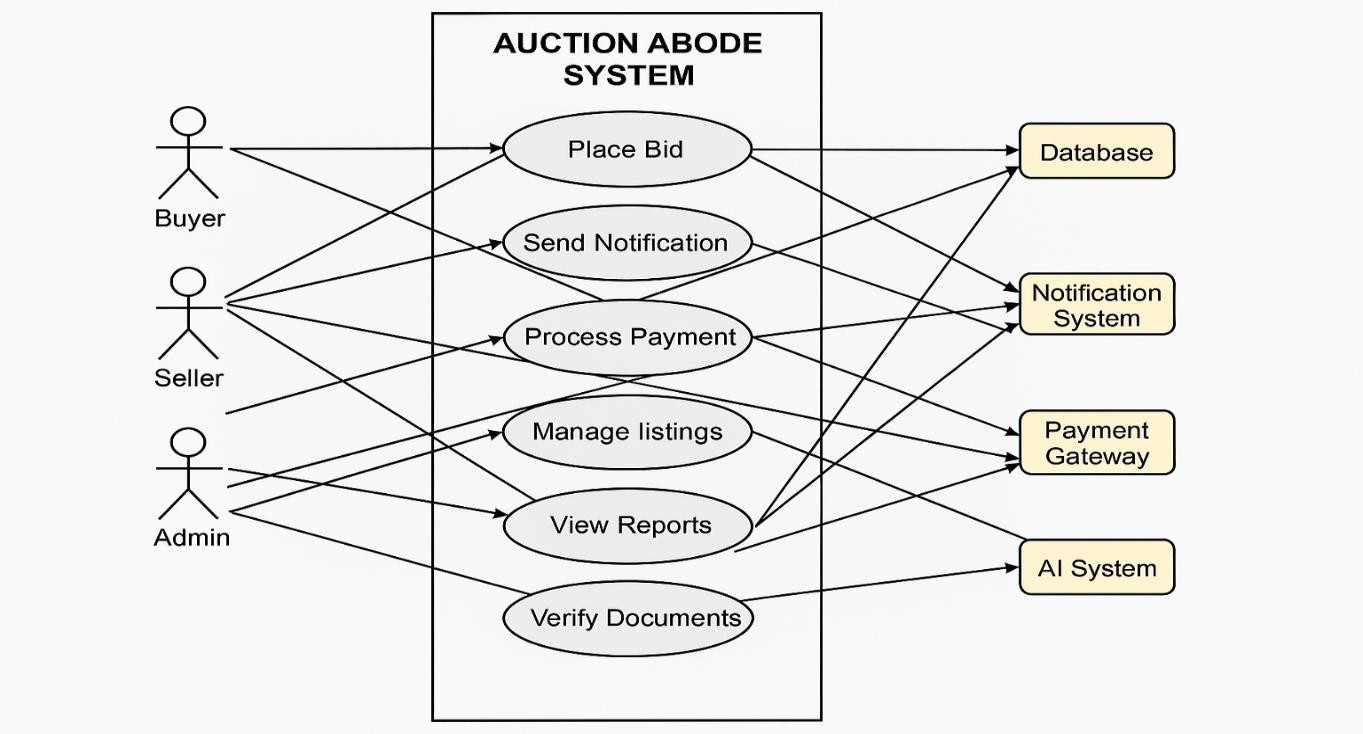 AUCTION ABODE
SYSTEM
Buyer
Seller
Admin
Place Bid
Send Notification
Process Payment
Manage listings
View Reports
Verify Documents
Database
Notification
System
Payment
Gateway
AI System